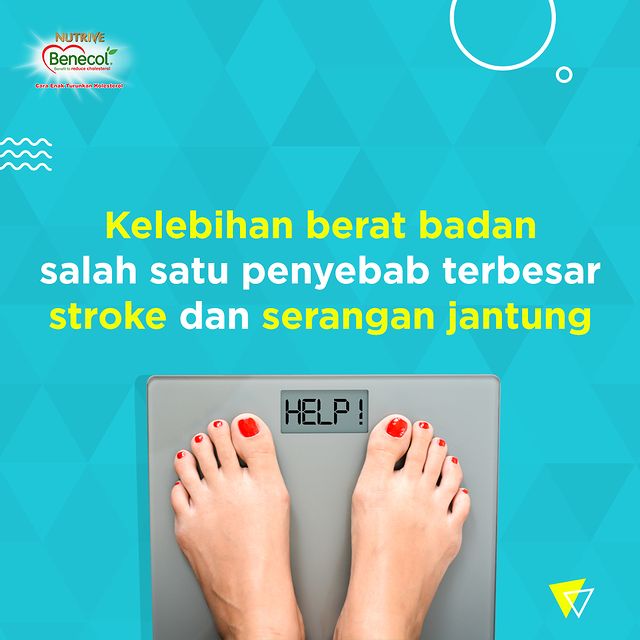 NUTRIVE
Benecol
Benefit to reduce cholesterol
Cara Enak Turunkan Kolesterol
Kelebihan berat badan
salah satu penyebab terbesar
stroke dan serangan jantung
HELP!